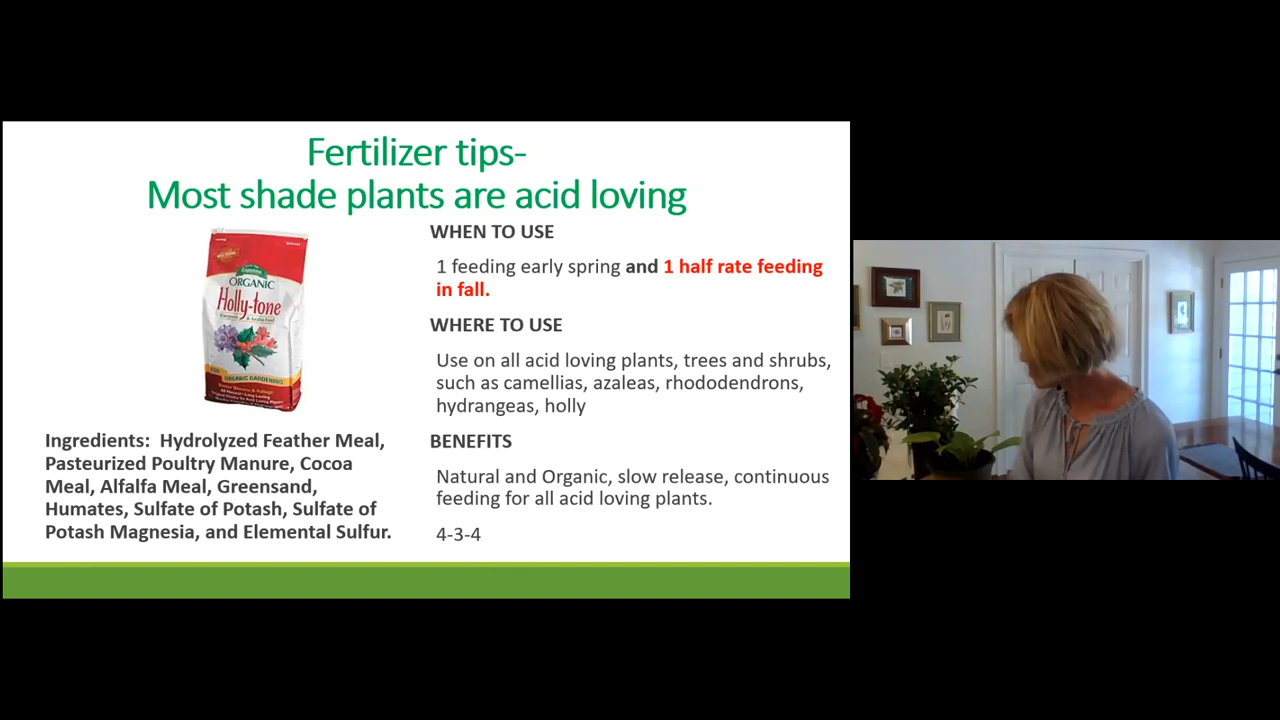 Fertilizer tips-
Most shade plants are acid loving
WHEN TO USE
1 feeding early spring and 1 half rate feeding
in fall.
WHERE TO USE
Use on all acid loving plants, trees and shrubs,
such as camellias, azaleas, rhododendrons,
hydrangeas, holly
BENEFITS
Natural and Organic, slow release, continuous
feeding for all acid loving plants.
4-3-4
ORGANIC
Holly-tone
ORGANIC GARDENING
Ingredients:  Hydrolyzed Feather Meal,
Pasteurized Poultry Manure, Cocoa
Meal, Alfalfa Meal, Greensand,
Humates, Sulfate of Potash, Sulfate of
Potash Magnesia, and Elemental Sulfur.